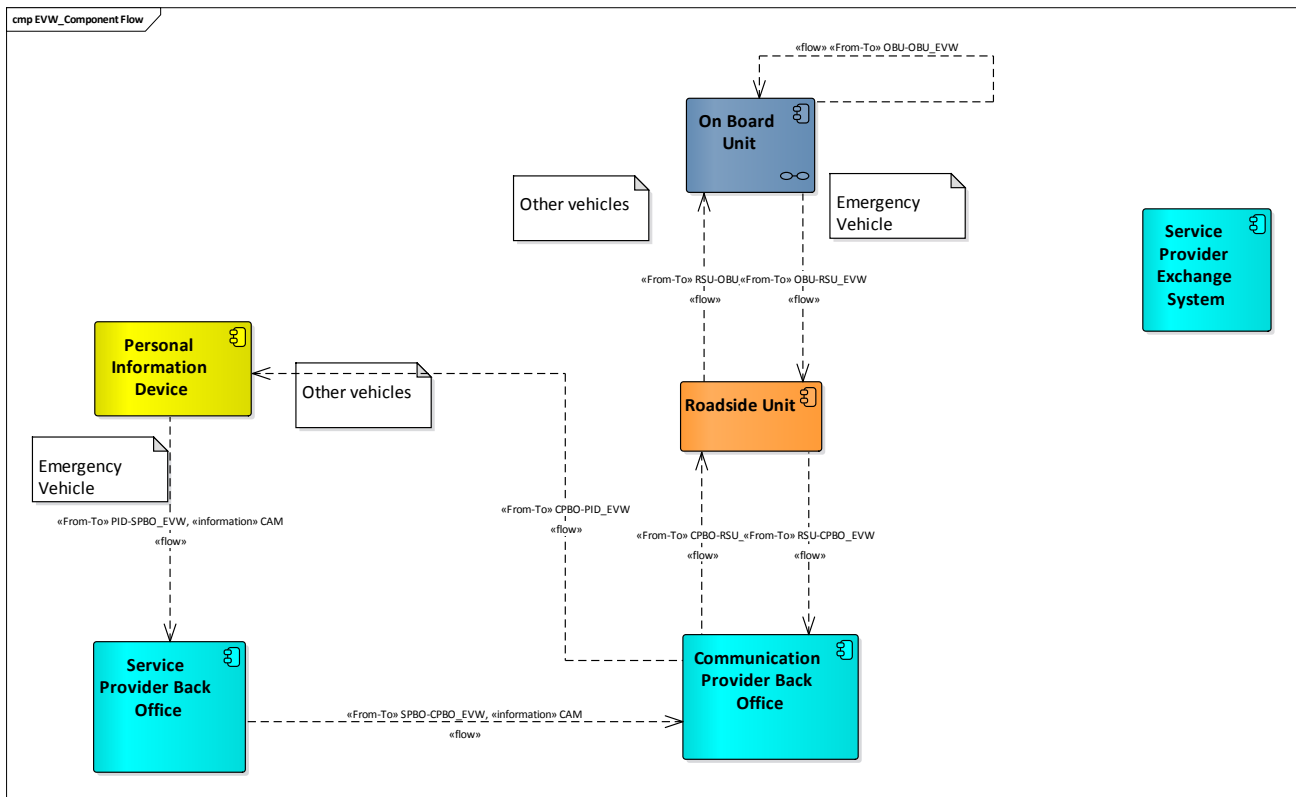 cmp EVW_Component Flow
«flow» «From-To» OBU-OBU_EVW
On Board
Unit
Other vehicles
Emergency
Vehicle
Service
Provider
Exchange
System
«From-To» RSU-OBU_
«From-To» OBU-RSU_EVW
«flow»
«flow»
Personal
Information
Device
Other vehicles
Roadside Unit
Emergency
Vehicle
«From-To» PID-SPBO_EVW, «information» CAM
«flow»
«From-To» CPBO-PID_EVW
«flow»
«From-To» CPBO-RSU_
«From-To» RSU-CPBO_EVW
«flow»
«flow»
Service
Provider Back
Office
Communication
Provider Back
Office
«From-To» SPBO-CPBO_EVW, «information» CAM
«flow»